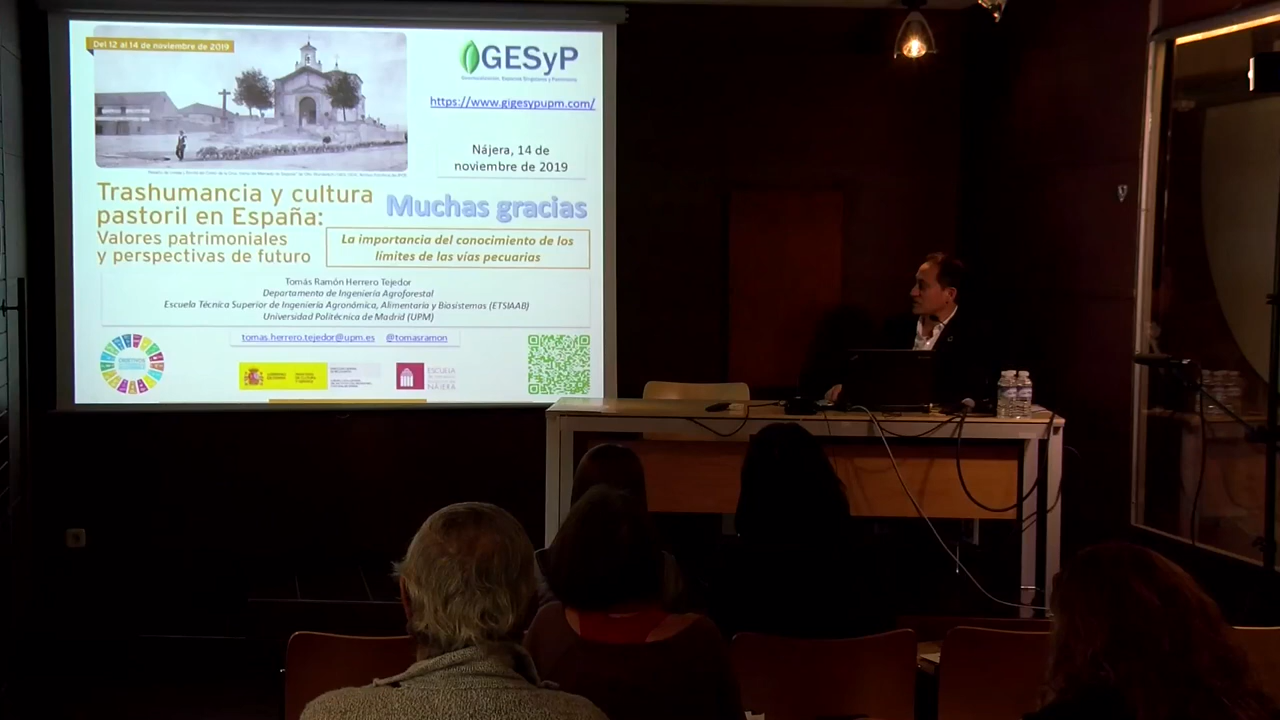 Del 12 al 14 de noviembre de 2019
GESyP
https://www.gigesypupm.com/
Nájera, 14 de
noviembre de 2019
Trashumancia y cultura
pastoril en España:
Valores patrimoniales
y perspectivas de futuro
Muchas gracias
La importancia del conocimiento de los
límites de las vías pecuarias
Tomás Ramón Herrero Tejedor
Departamento de Ingeniería Agroforestal
Escuela Técnica Superior de Ingeniería Agronómica, Alimentaria y Biosistemas (ETSIAAB)
Universidad Politécnica de Madrid (UPM)
tomas.herrero.tejedor@upm.es @tomasramon
OBJETIVOS
ESCUELA
NÁJERA